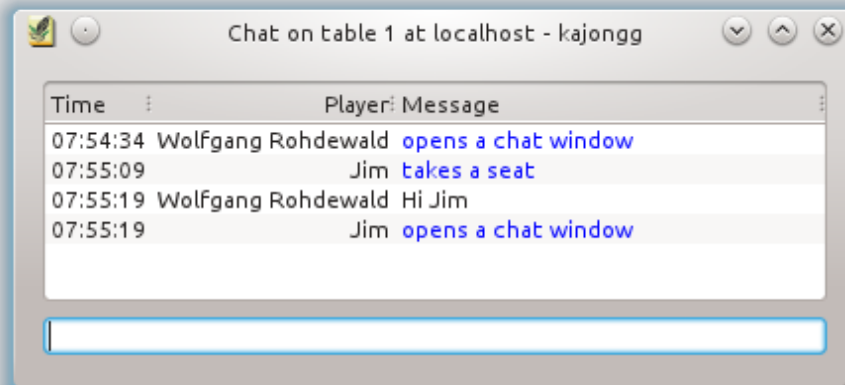 Chat on table 1 at localhost - kajongg
Time Player Message
07:54:34 Wolfgang Rohdewald opens a chat window
07:55:09 Jim takes a seat
07:55:19 Wolfgang Rohdewald Hi Jim
07:55:19 Jim opens a chat window